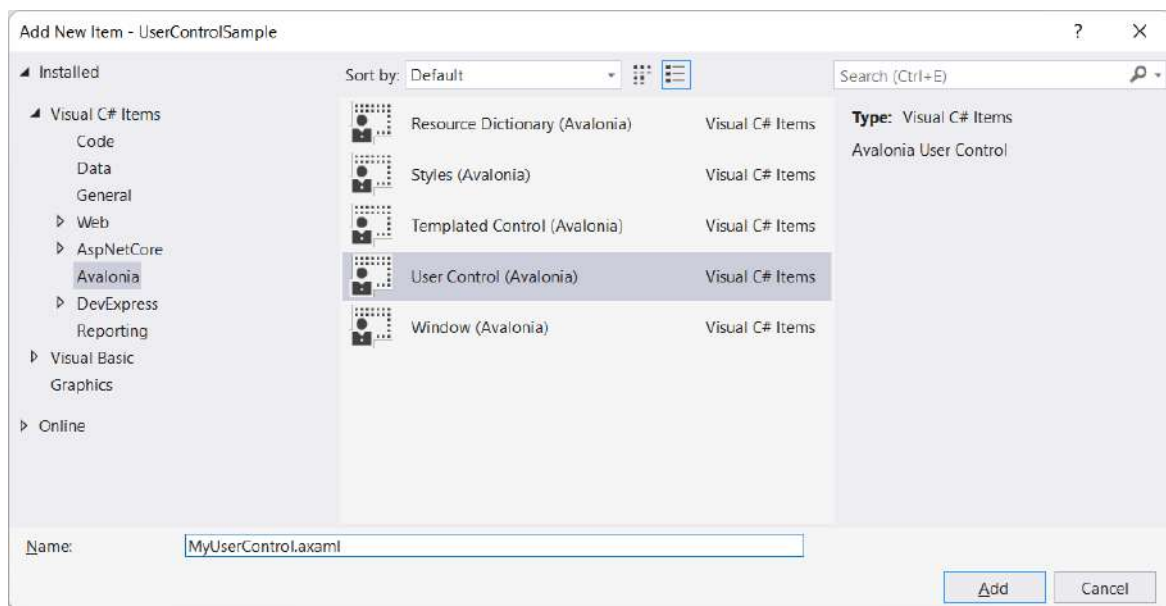 Add New Item - UserControlSample
?
Installed
Visual C# Items
Code
Data
General
Web
AspNetCore
Avalonia
DevExpress
Reporting
Visual Basic
Graphics
Online
Sort by: Default
Resource Dictionary (Avalonia) Visual C# Items
Styles (Avalonia) Visual C# Items
Templated Control (Avalonia) Visual C# Items
User Control (Avalonia) Visual C# Items
Window (Avalonia) Visual C# Items
Search (Ctrl+E)
Type: Visual C# Items
Avalonia User Control
Name: MyUserControl.axaml
Add Cancel